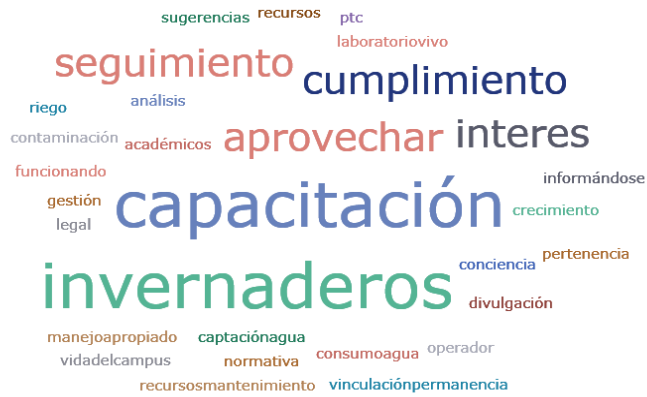 sugerencias recursos ptc
laboratoriovivo
seguimiento cumplimiento
riego análisis
contaminación académicos aprovechar interes
funcionando informándose
gestión capacitación crecimiento
legal
pertenencia
invernaderos conciencia
divulgación
manejoapropiado captaciónagua
vidadelcampus normativa consumoagua operador
recursosmantenimiento vinculaciónpermanencia